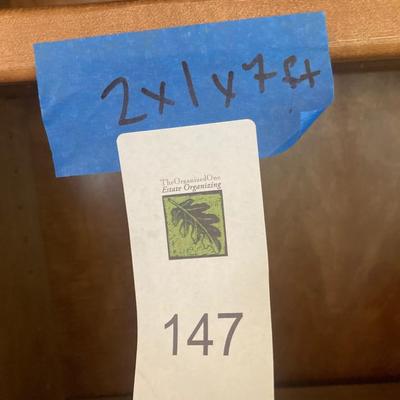 2x1x7ft
TheOrganizedOne
Estate Organizing
147